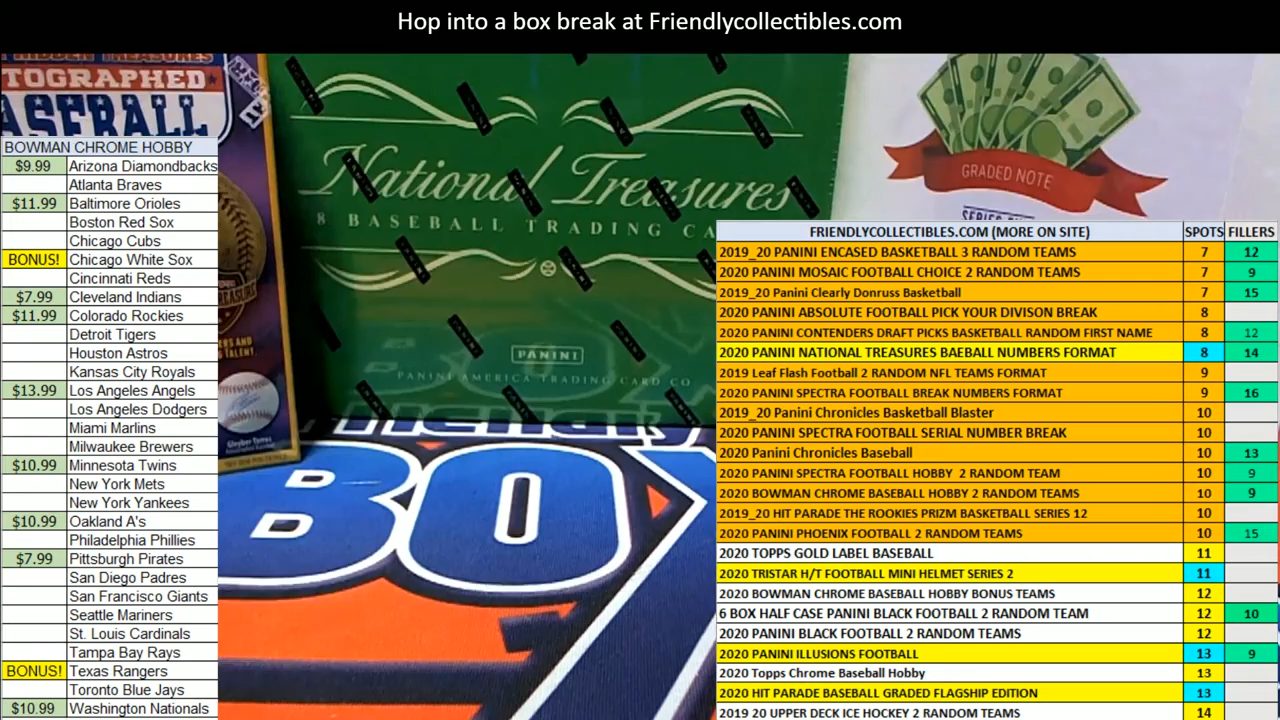 Hop into a box break at Friendlycollectibles.com
HIDDEN TREASURES
TOGRAPHED
ASEBALL
BOWMAN CHROME HOBBY
$9.99 Arizona Diamondbacks
Atlanta Braves
$11.99 Baltimore Orioles
Boston Red Sox
Chicago Cubs
BONUS! Chicago White Sox
Cincinnati Reds
$7.99 Cleveland Indians
$11.99 Colorado Rockies
Detroit Tigers
Houston Astros
Kansas City Royals
$13.99 Los Angeles Angels
Los Angeles Dodgers
Miami Marlins
Milwaukee Brewers
$10.99 Minnesota Twins
New York Mets
New York Yankees
$10.99 Oakland A's
Philadelphia Phillies
$7.99 Pittsburgh Pirates
San Diego Padres
San Francisco Giants
Seattle Mariners
St. Louis Cardinals
Tampa Bay Rays
BONUS! Texas Rangers
Toronto Blue Jays
$10.99 Washington Nationals
National Treasures
8 BASEBALL TRADING CA
PANINI
PANINI AMERICA TRADING CARD CO
BO
GRADED NOTE
FRIENDLYCOLLECTIBLES.COM (MORE ON SITE) SPOTS FILLERS
2019_20 PANINI ENCASED BASKETBALL 3 RANDOM TEAMS 7 12
2020 PANINI MOSAIC FOOTBALL CHOICE 2 RANDOM TEAMS 7 9
2019_20 Panini Clearly Donruss Basketball 7 15
2020 PANINI ABSOLUTE FOOTBALL PICK YOUR DIVISON BREAK 8
2020 PANINI CONTENDERS DRAFT PICKS BASKETBALL RANDOM FIRST NAME 8 12
2020 PANINI NATIONAL TREASURES BAEBALL NUMBERS FORMAT 8 14
2019 Leaf Flash Football 2 RANDOM NFL TEAMS FORMAT 9
2020 PANINI SPECTRA FOOTBALL BREAK NUMBERS FORMAT 9 16
2019_20 Panini Chronicles Basketball Blaster 10
2020 PANINI SPECTRA FOOTBALL SERIAL NUMBER BREAK 10
2020 Panini Chronicles Baseball 10 13
2020 PANINI SPECTRA FOOTBALL HOBBY 2 RANDOM TEAM 10 9
2020 BOWMAN CHROME BASEBALL HOBBY 2 RANDOM TEAMS 10 9
2019_20 HIT PARADE THE ROOKIES PRIZM BASKETBALL SERIES 12 10
2020 PANINI PHOENIX FOOTBALL 2 RANDOM TEAMS 10 15
2020 TOPPS GOLD LABEL BASEBALL 11
2020 TRISTAR H/T FOOTBALL MINI HELMET SERIES 2 11
2020 BOWMAN CHROME BASEBALL HOBBY BONUS TEAMS 12
6 BOX HALF CASE PANINI BLACK FOOTBALL 2 RANDOM TEAM 12 10
2020 PANINI BLACK FOOTBALL 2 RANDOM TEAMS 12
2020 PANINI ILLUSIONS FOOTBALL 13 9
2020 Topps Chrome Baseball Hobby 13
2020 HIT PARADE BASEBALL GRADED FLAGSHIP EDITION 13
2019 20 UPPER DECK ICE HOCKEY 2 RANDOM TEAMS 14